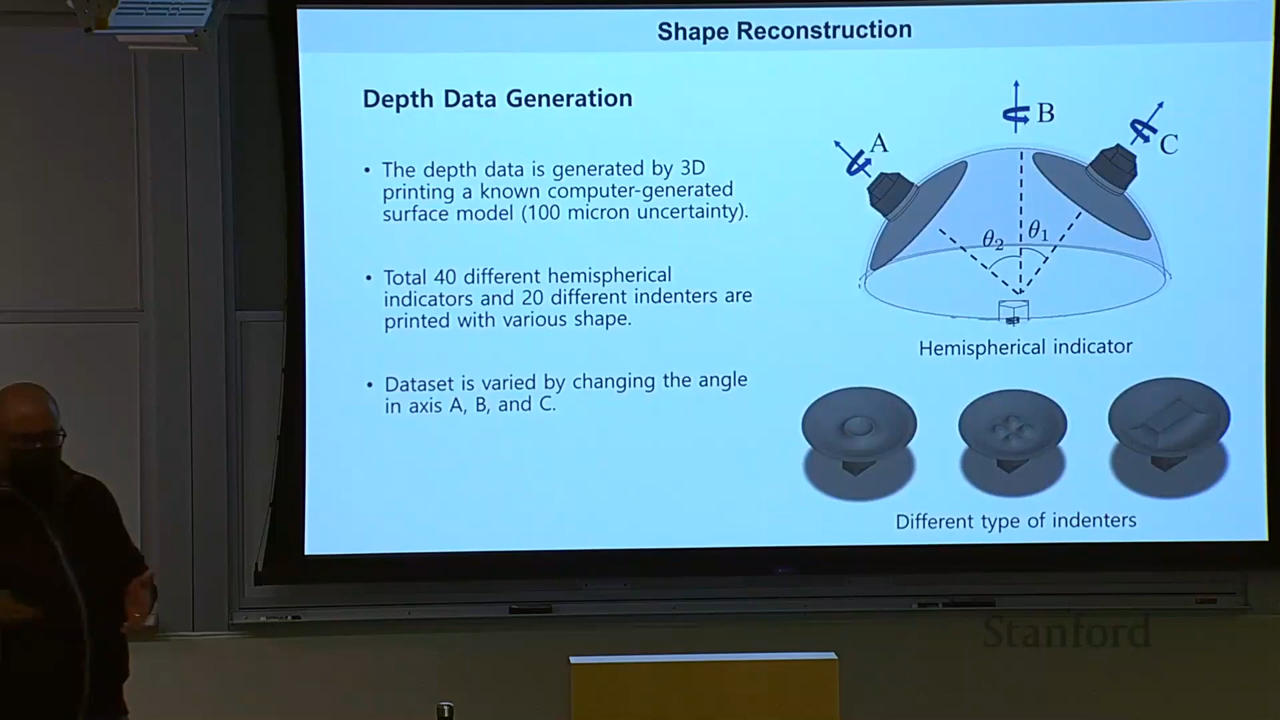 Shape Reconstruction
Depth Data Generation
• The depth data is generated by 3D
printing a known computer-generated
surface model (100 micron uncertainty).
• Total 40 different hemispherical
indicators and 20 different indenters are
printed with various shape.
• Dataset is varied by changing the angle
in axis A, B, and C.
A
B
C
θ2
θ1
Hemispherical indicator
Different type of indenters
Stanford